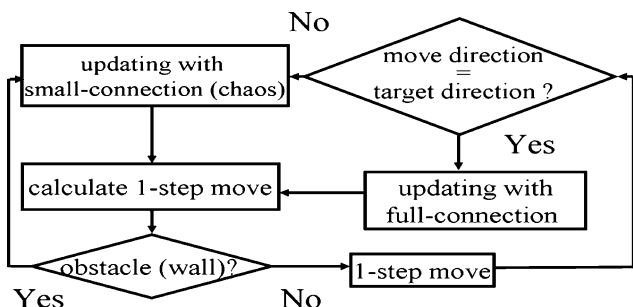 No
updating with
small-connection (chaos)
move direction
=
target direction ?
Yes
calculate 1-step move
updating with
full-connection
obstacle (wall)?
1-step move
Yes
No